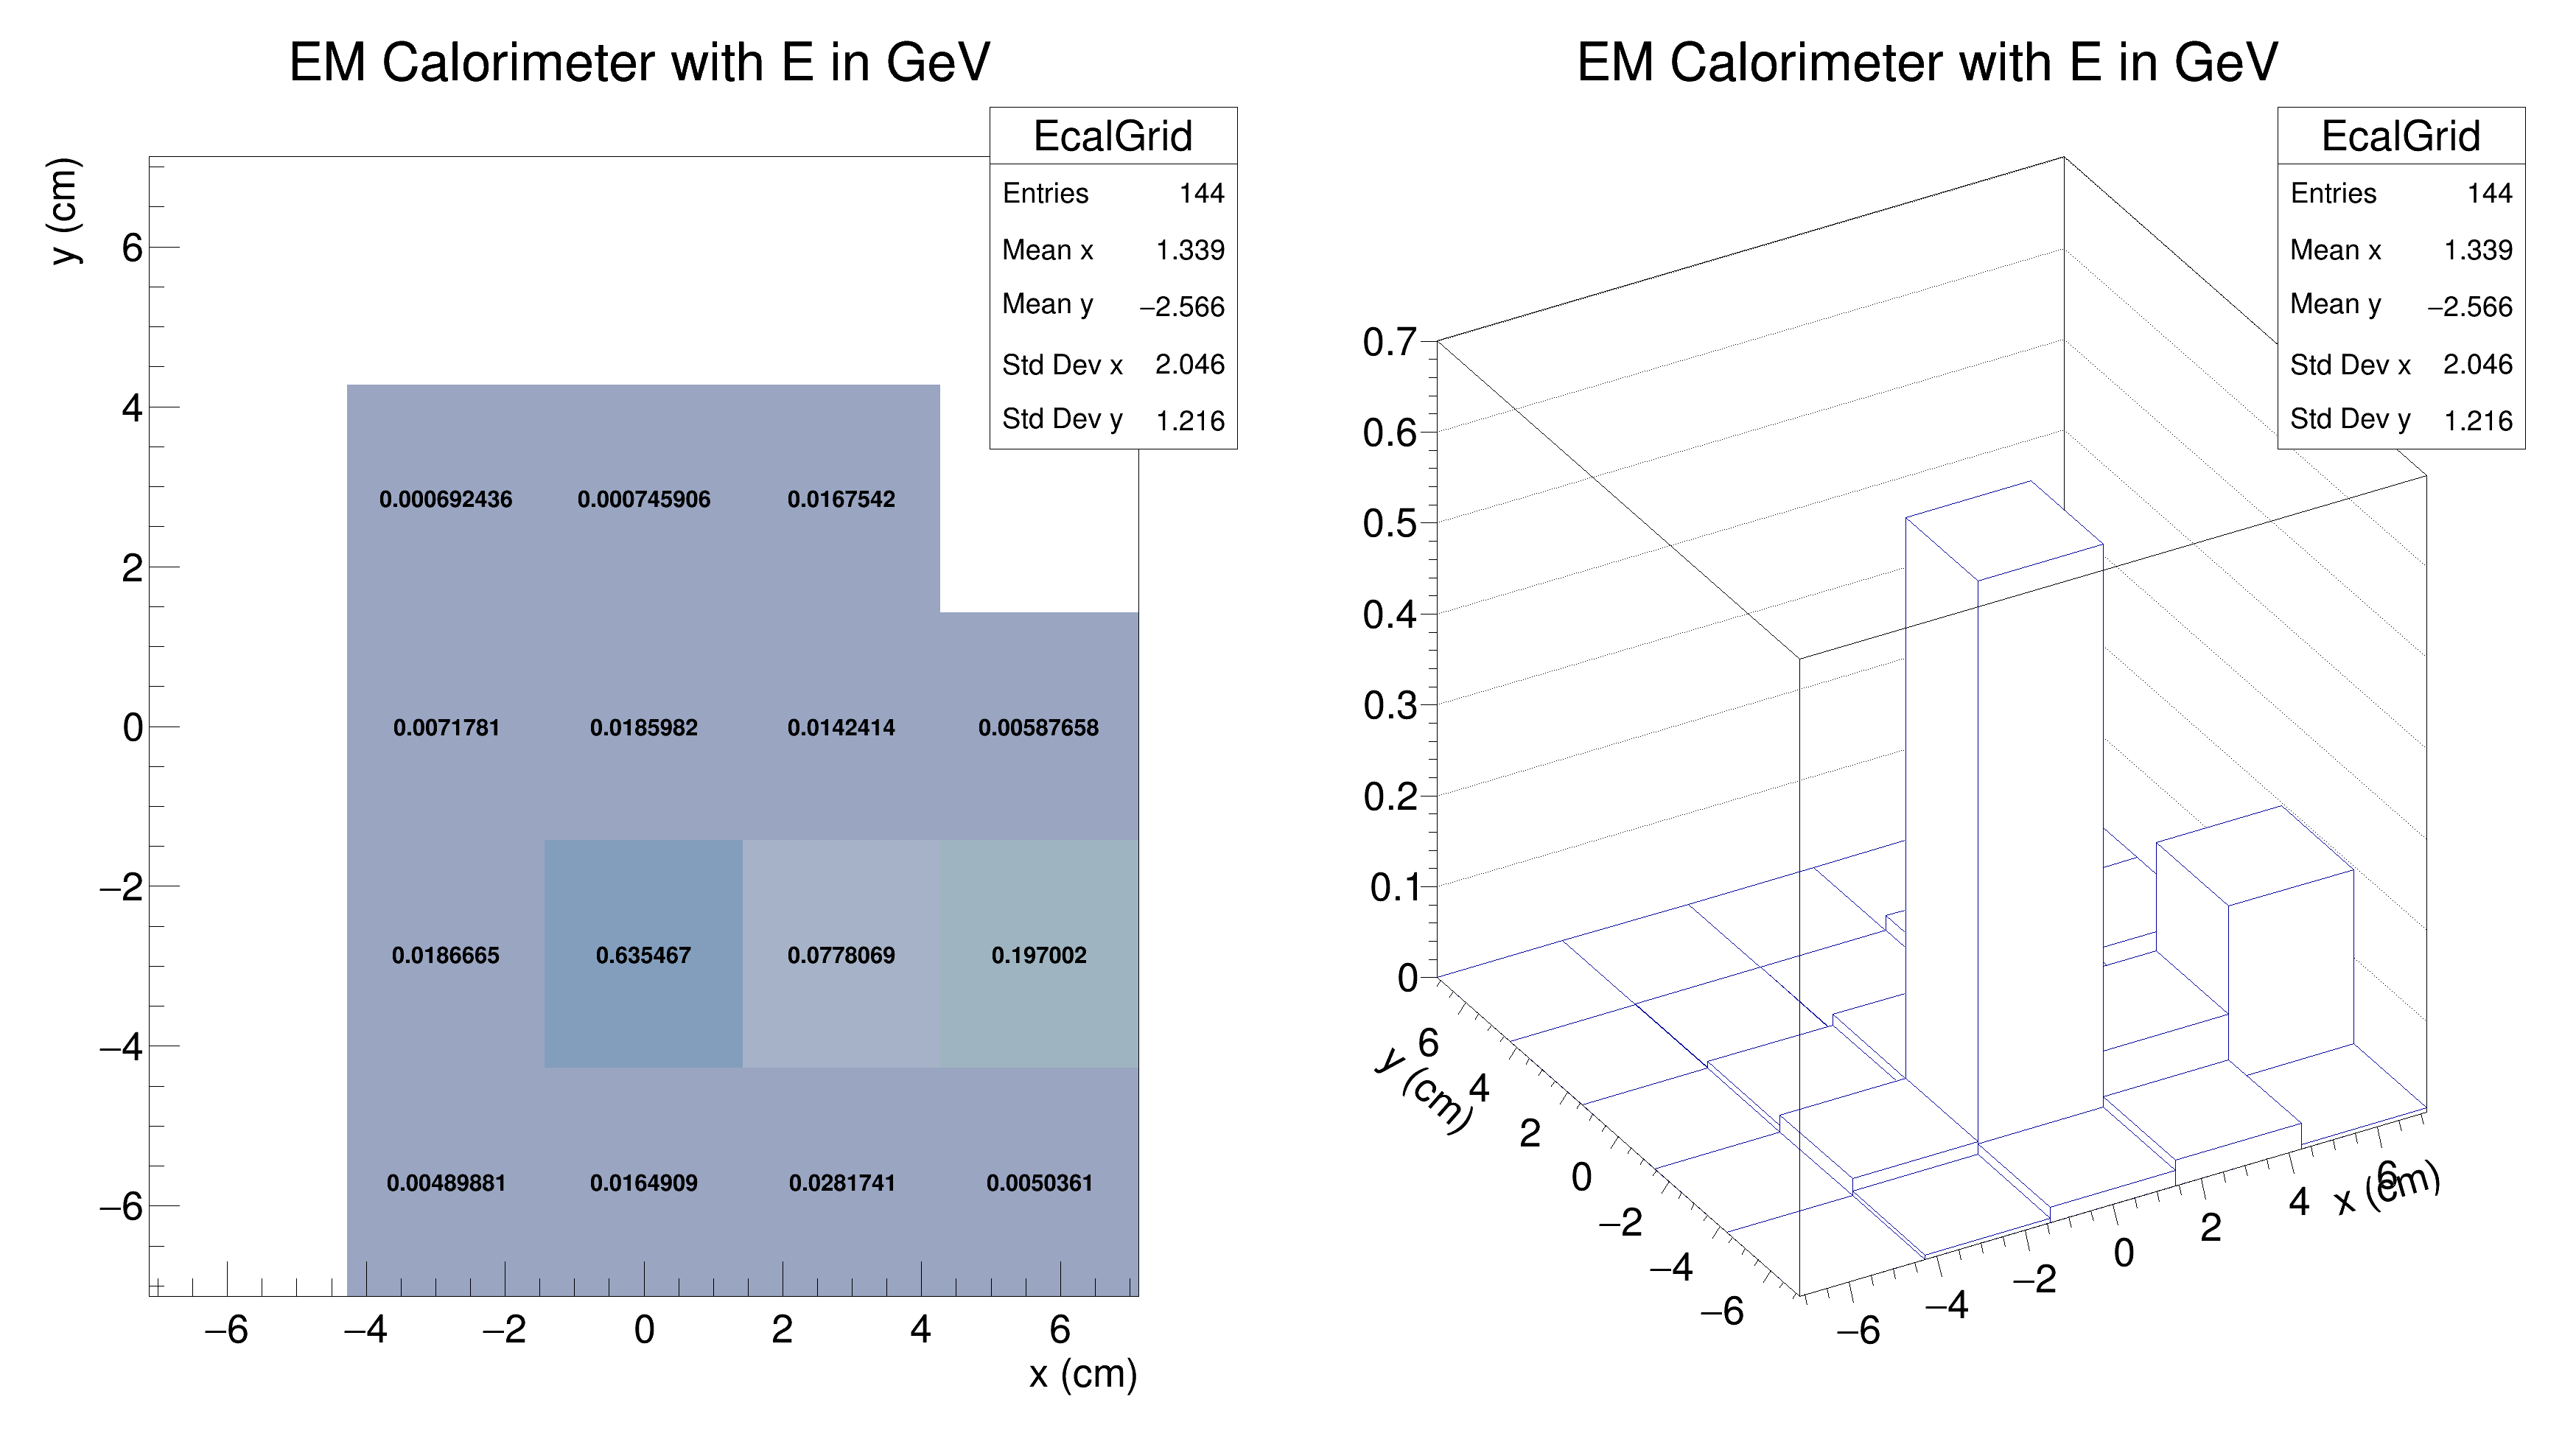 EM Calorimeter with E in GeV
EcalGrid
Entries 144
Mean x 1.339
Mean y −2.566
Std Dev x 2.046
Std Dev y 1.216
y (cm)
6
4
2
0
−2
−4
−6
0.000692436 0.000745906 0.0167542
0.0071781 0.0185982 0.0142414 0.00587658
0.0186665 0.635467 0.0778069 0.197002
0.00489881 0.0164909 0.0281741 0.0050361
−6 −4 −2 0 2 4 6
x (cm)
EM Calorimeter with E in GeV
EcalGrid
Entries 144
Mean x 1.339
Mean y −2.566
Std Dev x 2.046
Std Dev y 1.216
0.7
0.6
0.5
0.4
0.3
0.2
0.1
0
y (cm)
6
4
2
0
−2
−4
−6
−6 −4 −2 0 2 4 6
x (cm)